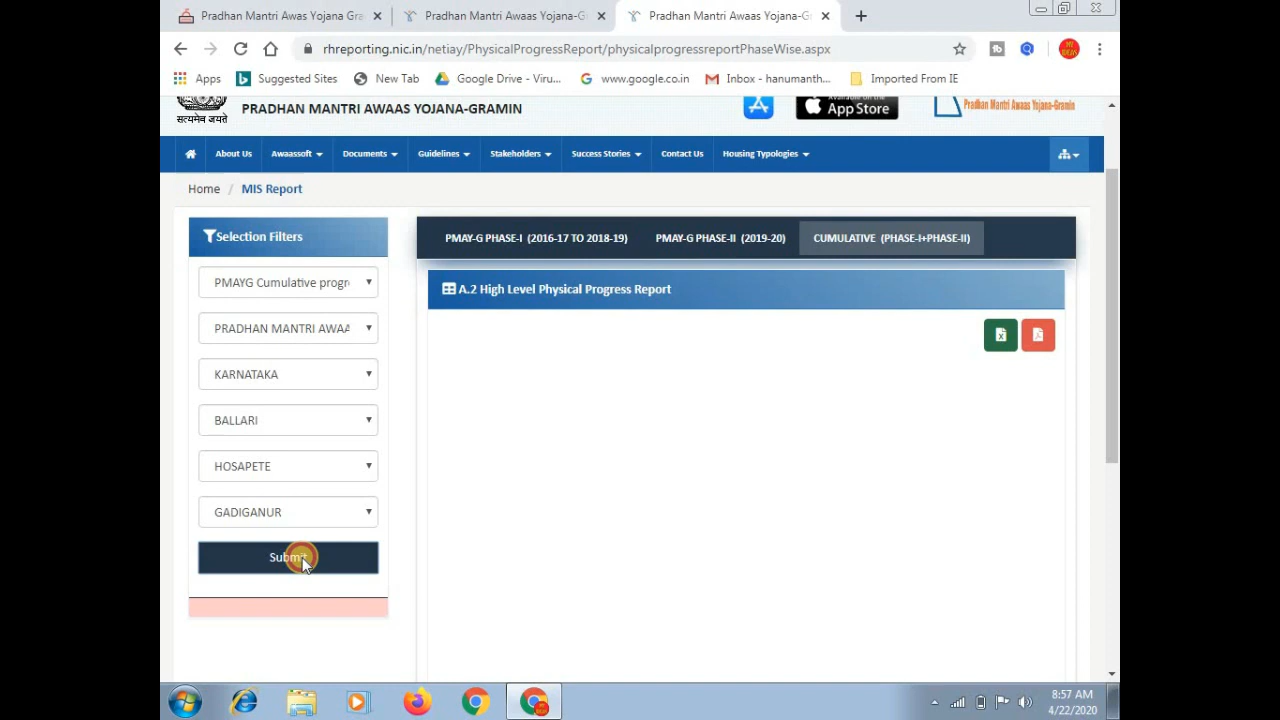 Pradhan Mantri Awas Yojana Gra
Pradhan Mantri Awaas Yojana-G
Pradhan Mantri Awaas Yojana-G
rhreporting.nic.in/netiay/PhysicalProgressReport/physicalprogressreportPhaseWise.aspx
Apps
Suggested Sites
New Tab
Google Drive - Viru...
www.google.co.in
Inbox - hanumanth...
Imported From IE
सत्यमेव जयते
PRADHAN MANTRI AWAAS YOJANA-GRAMIN
Available on the
App Store
Pradhan Mantri Awaas Yojana-Gramin
About Us
Awaassoft
Documents
Guidelines
Stakeholders
Success Stories
Contact Us
Housing Typologies
Home / MIS Report
Selection Filters
PMAYG Cumulative progr
PRADHAN MANTRI AWAA
KARNATAKA
BALLARI
HOSAPETE
GADIGANUR
Submit
PMAY-G PHASE-I (2016-17 TO 2018-19)
PMAY-G PHASE-II (2019-20)
CUMULATIVE (PHASE-I+PHASE-II)
A.2 High Level Physical Progress Report
8:57 AM
4/22/2020